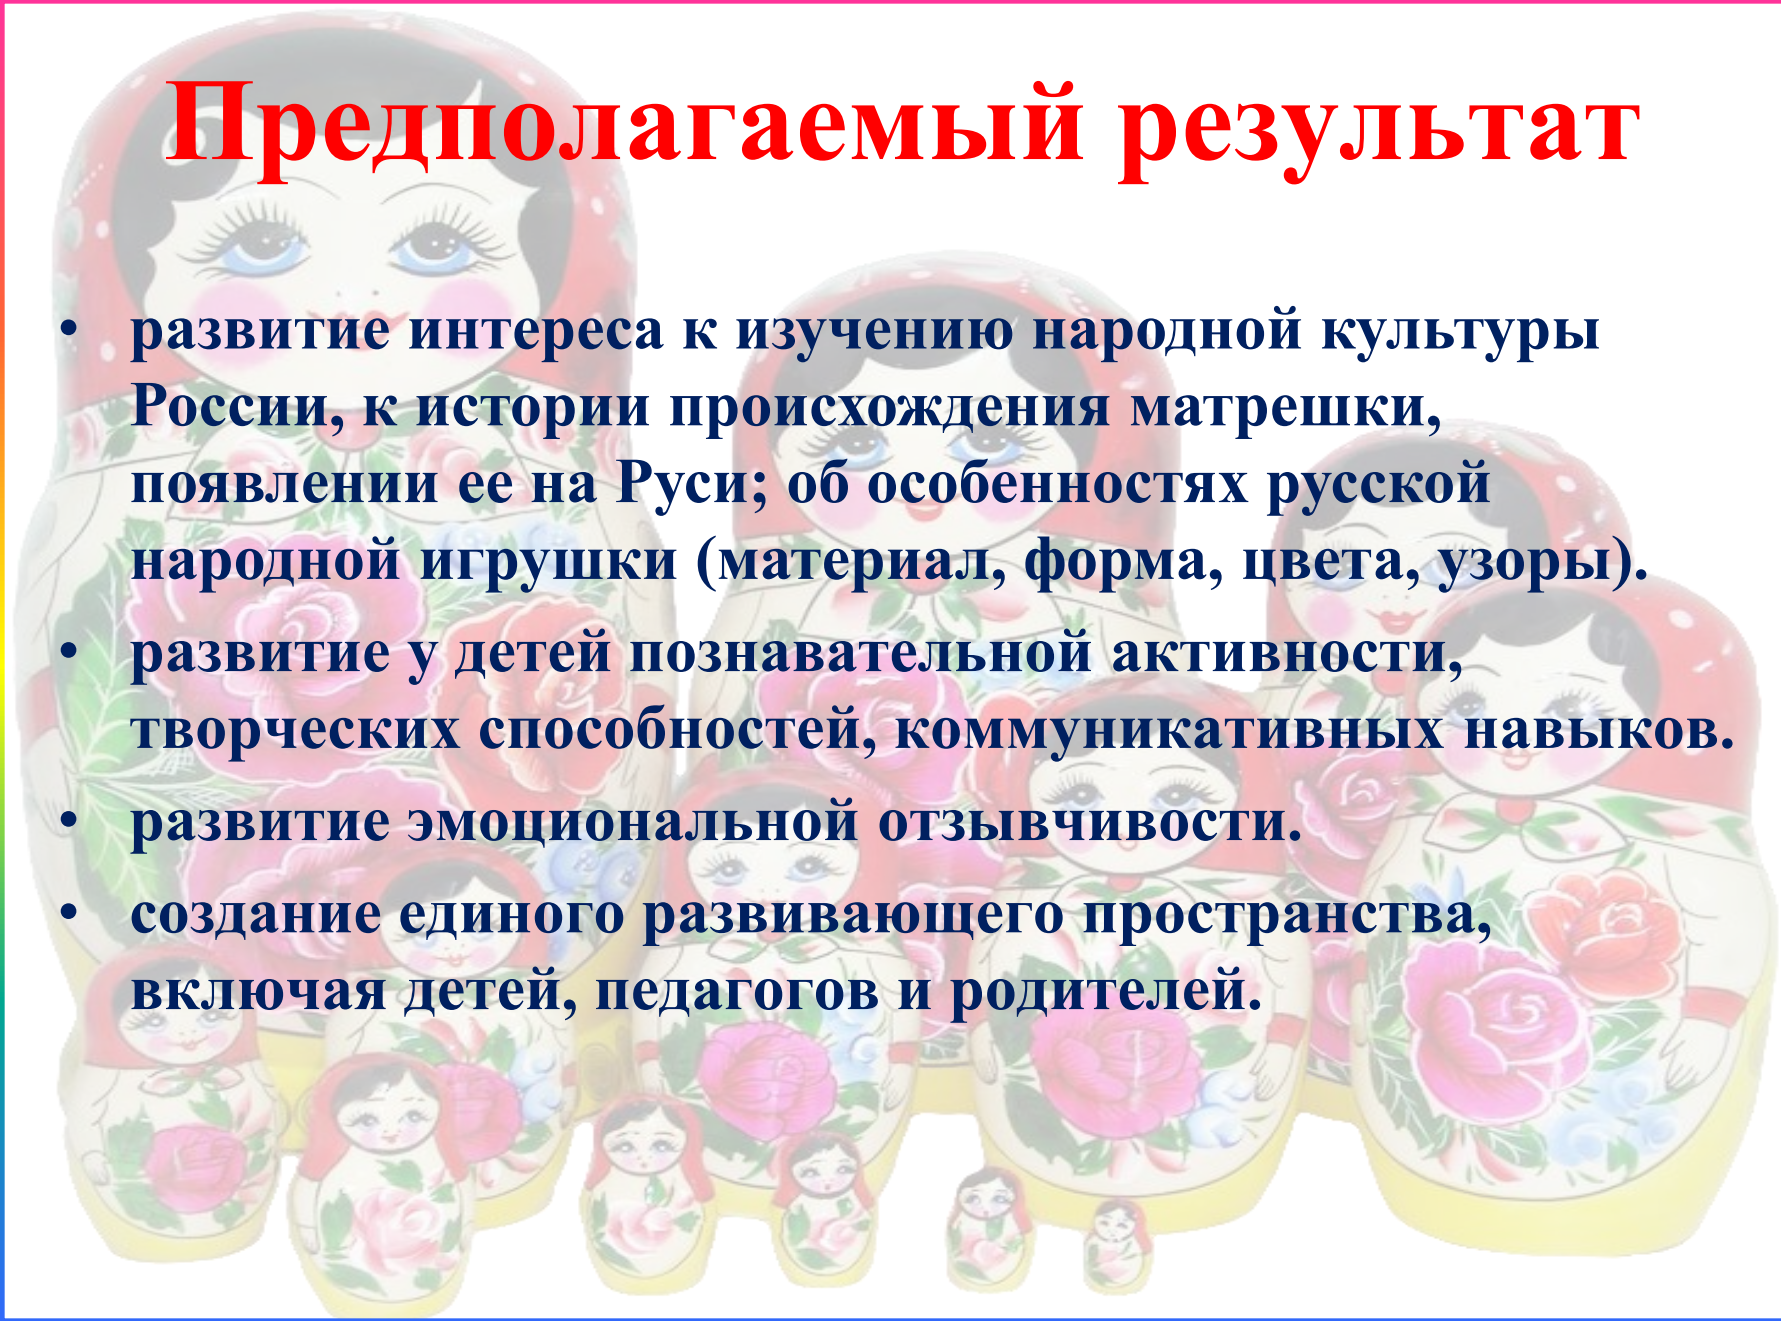 Предполагаемый результат
• развитие интереса к изучению народной культуры
России, к истории происхождения матрешки,
появлении ее на Руси; об особенностях русской
народной игрушки (материал, форма, цвета, узоры).
• развитие у детей познавательной активности,
творческих способностей, коммуникативных навыков.
• развитие эмоциональной отзывчивости.
• создание единого развивающего пространства,
включая детей, педагогов и родителей.